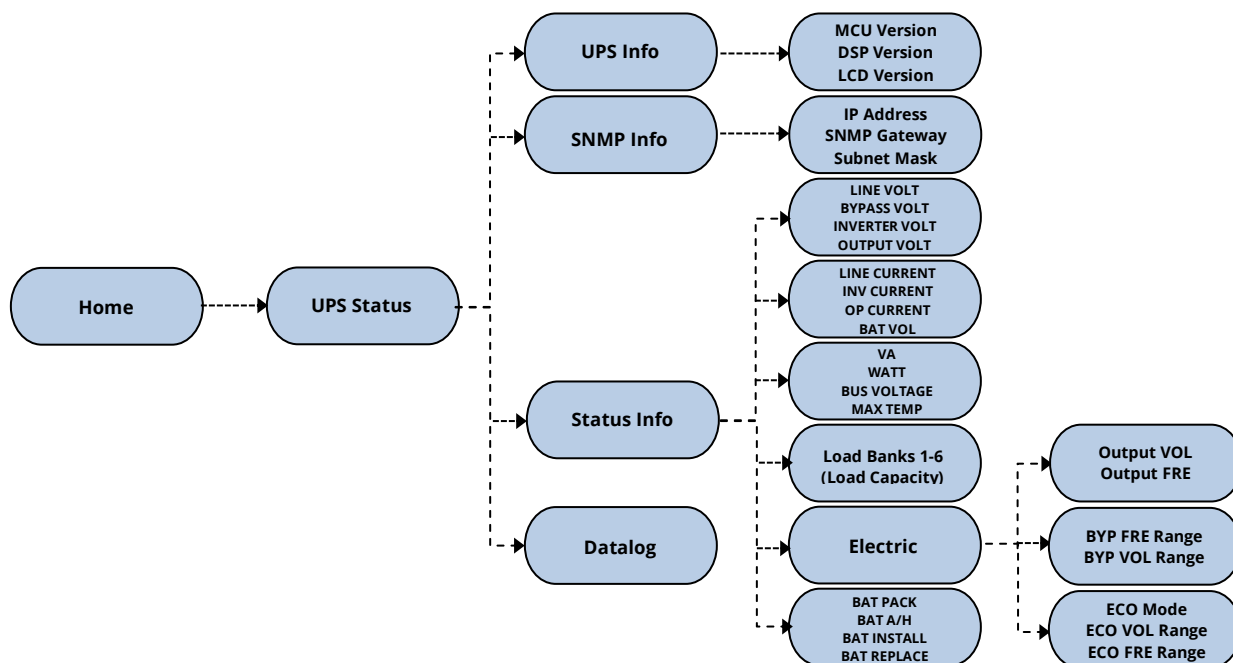 Home
UPS Status
UPS Info
SNMP Info
Status Info
Datalog
MCU Version
DSP Version
LCD Version
IP Address
SNMP Gateway
Subnet Mask
LINE VOLT
BYPASS VOLT
INVERTER VOLT
OUTPUT VOLT
LINE CURRENT
INV CURRENT
OP CURRENT
BAT VOL
VA
WATT
BUS VOLTAGE
MAX TEMP
Load Banks 1-6
(Load Capacity)
Electric
BAT PACK
BAT A/H
BAT INSTALL
BAT REPLACE
Output VOL
Output FRE
BYP FRE Range
BYP VOL Range
ECO Mode
ECO VOL Range
ECO FRE Range